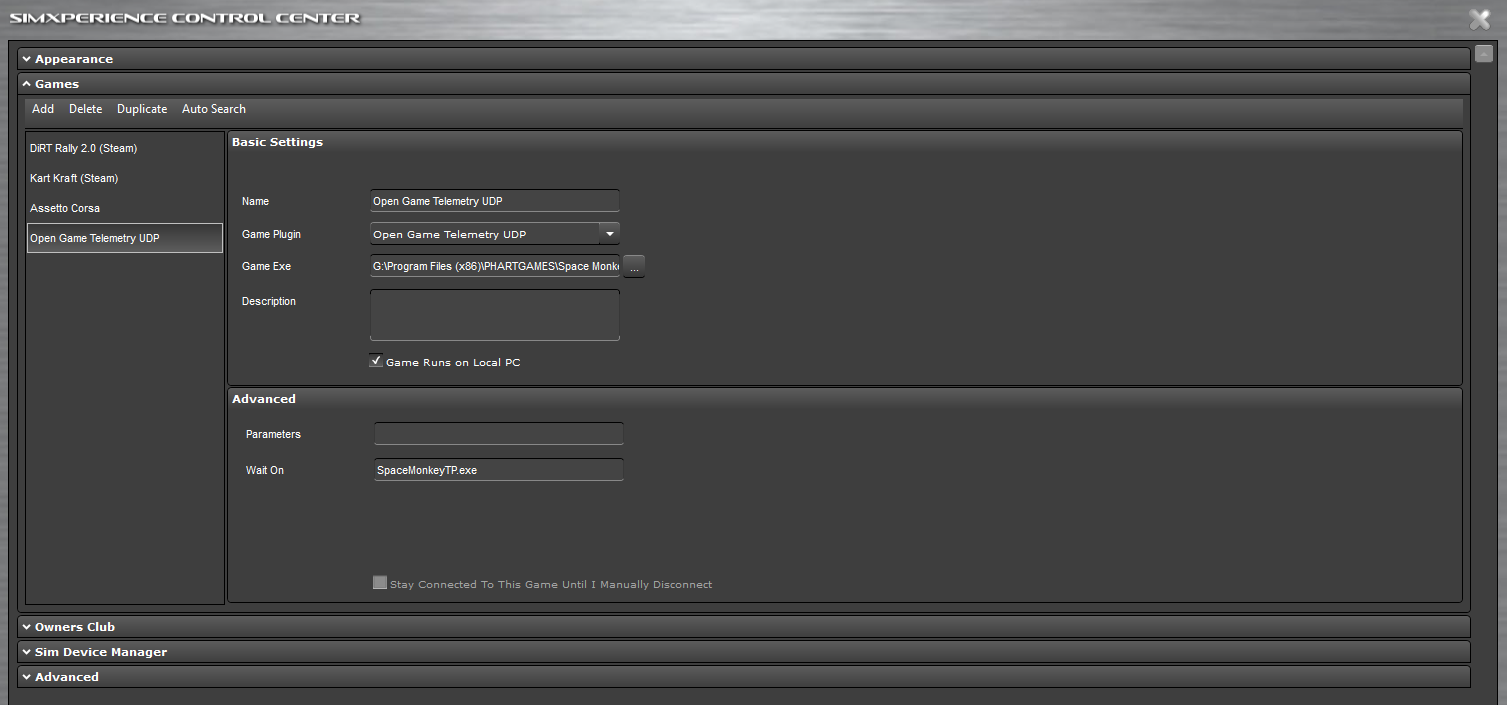 SIMXPERIENCE CONTROL CENTER
Appearance
Games
Add Delete Duplicate Auto Search
DiRT Rally 2.0 (Steam)
Kart Kraft (Steam)
Assetto Corsa
Open Game Telemetry UDP
Basic Settings
Name Open Game Telemetry UDP
Game Plugin Open Game Telemetry UDP
Game Exe G:\Program Files (x86)\PHARTGAMES\Space Monk ...
Description
Game Runs on Local PC
Advanced
Parameters
Wait On SpaceMonkeyTP.exe
Stay Connected To This Game Until I Manually Disconnect
Owners Club
Sim Device Manager
Advanced